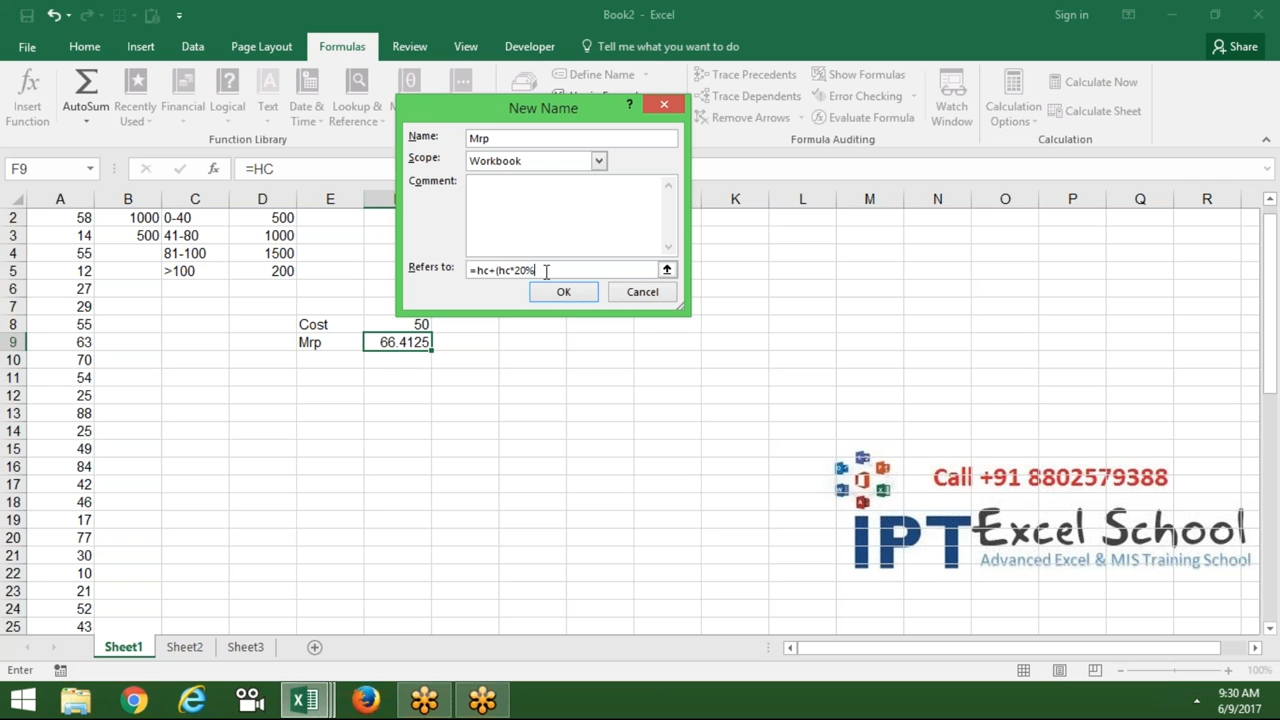 Book2 - Excel
Sign in
File Home Insert Data Page Layout Formulas Review View Developer Tell me what you want to do Share
Insert Function
AutoSum
Recently Used
Financial
Logical
Text
Date & Time
Lookup & Reference
Define Name
Trace Precedents
Trace Dependents
Remove Arrows
Show Formulas
Error Checking
Evaluate Formula
Watch Window
Calculation Options
Calculate Now
Calculate Sheet
Function Library
Formula Auditing
Calculation
New Name
Name: Mrp
Scope: Workbook
Comment:
Refers to: =hc+(hc*20%
OK Cancel
F9 fx =HC
A B C D E K L M N O P Q R
2 58 1000 0-40 500
3 14 500 41-80 1000
4 55 81-100 1500
5 12 >100 200
6 27
7 29
8 55 Cost 50
9 63 Mrp 66.4125
10 70
11 54
12 25
13 88
14 25
15 49
16 84
17 42
18 46
19 17
20 77
21 30
22 10
23 21
24 52
25 43
Call +91 8802579388
IPT Excel School
Advanced Excel & MIS Training School
Sheet1 Sheet2 Sheet3
Enter
100%
9:30 AM
6/9/2017